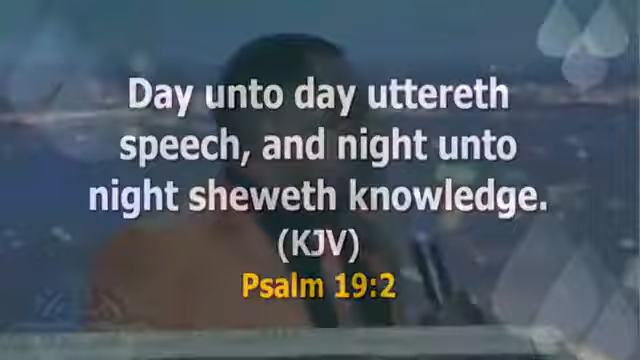 Day unto day uttereth
speech, and night unto
night sheweth knowledge.
(KJV)
Psalm 19:2